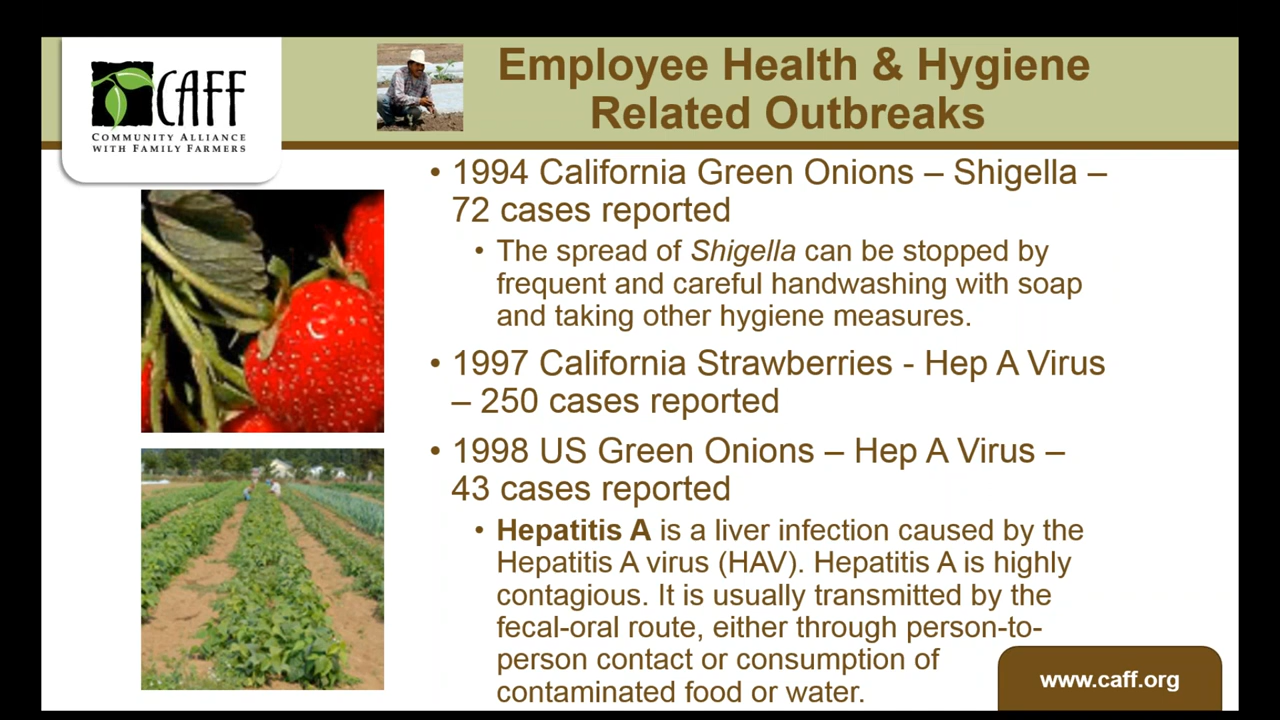 CAFF
COMMUNITY ALLIANCE
WITH FAMILY FARMERS
Employee Health & Hygiene
Related Outbreaks
• 1994 California Green Onions – Shigella –
72 cases reported
• The spread of Shigella can be stopped by
frequent and careful handwashing with soap
and taking other hygiene measures.
• 1997 California Strawberries - Hep A Virus
– 250 cases reported
• 1998 US Green Onions – Hep A Virus –
43 cases reported
• Hepatitis A is a liver infection caused by the
Hepatitis A virus (HAV). Hepatitis A is highly
contagious. It is usually transmitted by the
fecal-oral route, either through person-to-
person contact or consumption of
contaminated food or water.
www.caff.org